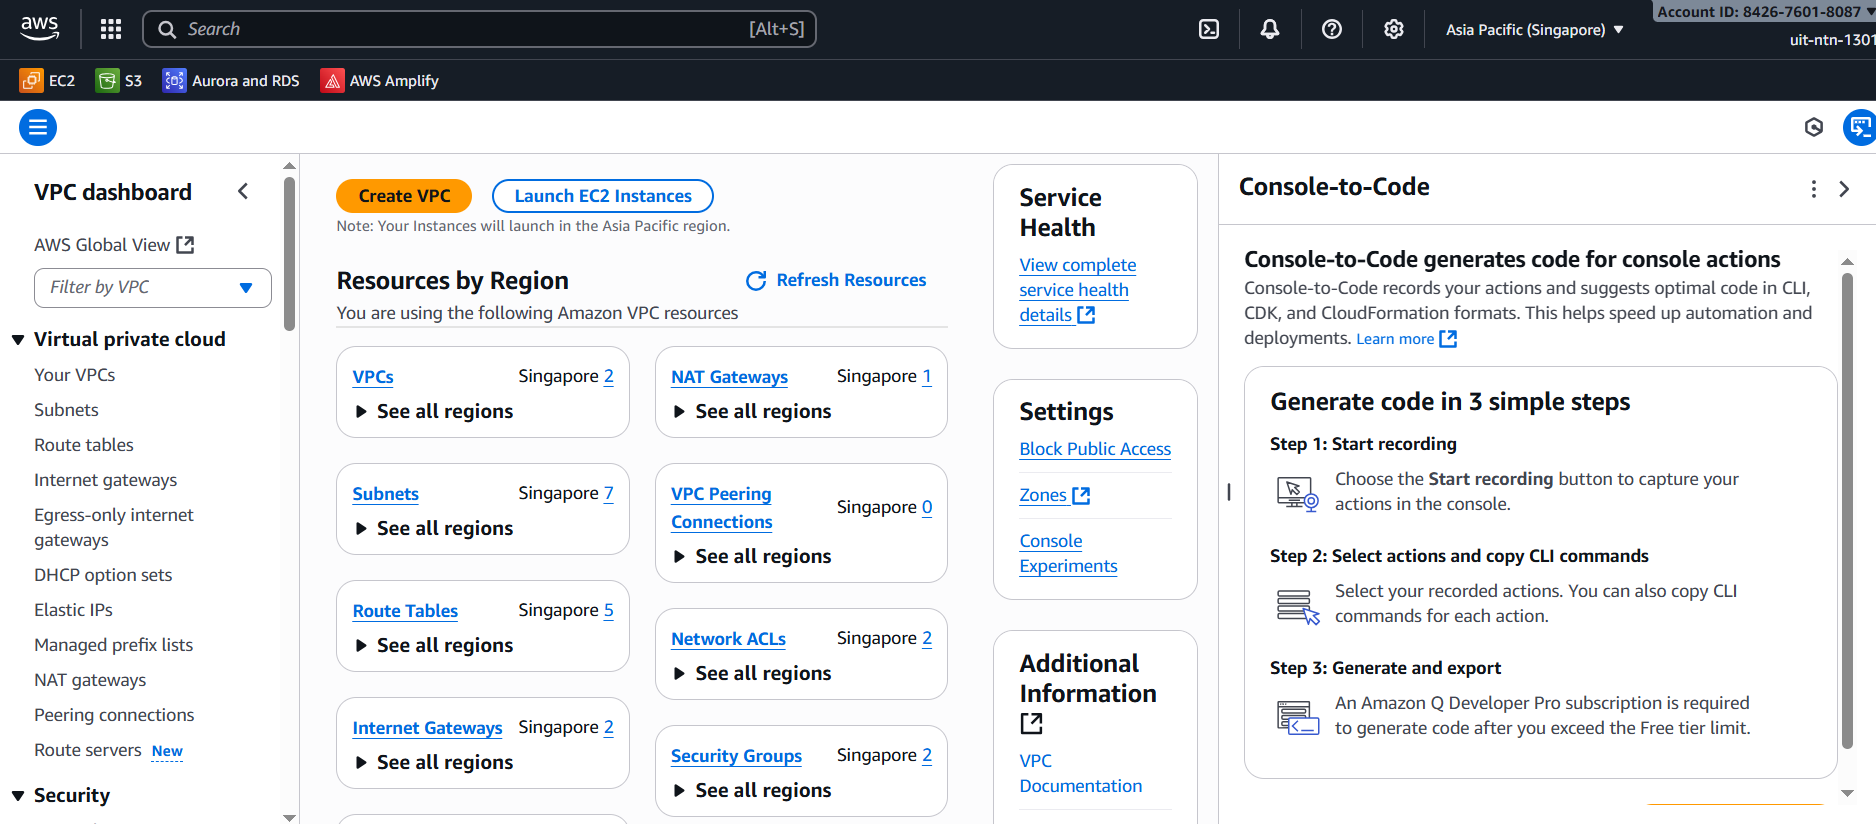 aws
Search
[Alt+S]
Asia Pacific (Singapore)
Account ID: 8426-7601-8087
uit-ntn-1301
EC2
S3
Aurora and RDS
AWS Amplify
VPC dashboard
AWS Global View
Filter by VPC
Virtual private cloud
Your VPCs
Subnets
Route tables
Internet gateways
Egress-only internet
gateways
DHCP option sets
Elastic IPs
Managed prefix lists
NAT gateways
Peering connections
Route servers New
Security
Create VPC
Launch EC2 Instances
Note: Your Instances will launch in the Asia Pacific region.
Resources by Region
Refresh Resources
You are using the following Amazon VPC resources
VPCs
Singapore 2
See all regions
NAT Gateways
Singapore 1
See all regions
Subnets
Singapore 7
See all regions
VPC Peering
Connections
Singapore 0
See all regions
Route Tables
Singapore 5
See all regions
Network ACLs
Singapore 2
See all regions
Internet Gateways
Singapore 2
See all regions
Security Groups
Singapore 2
See all regions
Service
Health
View complete
service health
details
Settings
Block Public Access
Zones
Console
Experiments
Additional
Information
VPC
Documentation
Console-to-Code
Console-to-Code generates code for console actions
Console-to-Code records your actions and suggests optimal code in CLI,
CDK, and CloudFormation formats. This helps speed up automation and
deployments. Learn more
Generate code in 3 simple steps
Step 1: Start recording
Choose the Start recording button to capture your
actions in the console.
Step 2: Select actions and copy CLI commands
Select your recorded actions. You can also copy CLI
commands for each action.
Step 3: Generate and export
An Amazon Q Developer Pro subscription is required
to generate code after you exceed the Free tier limit.